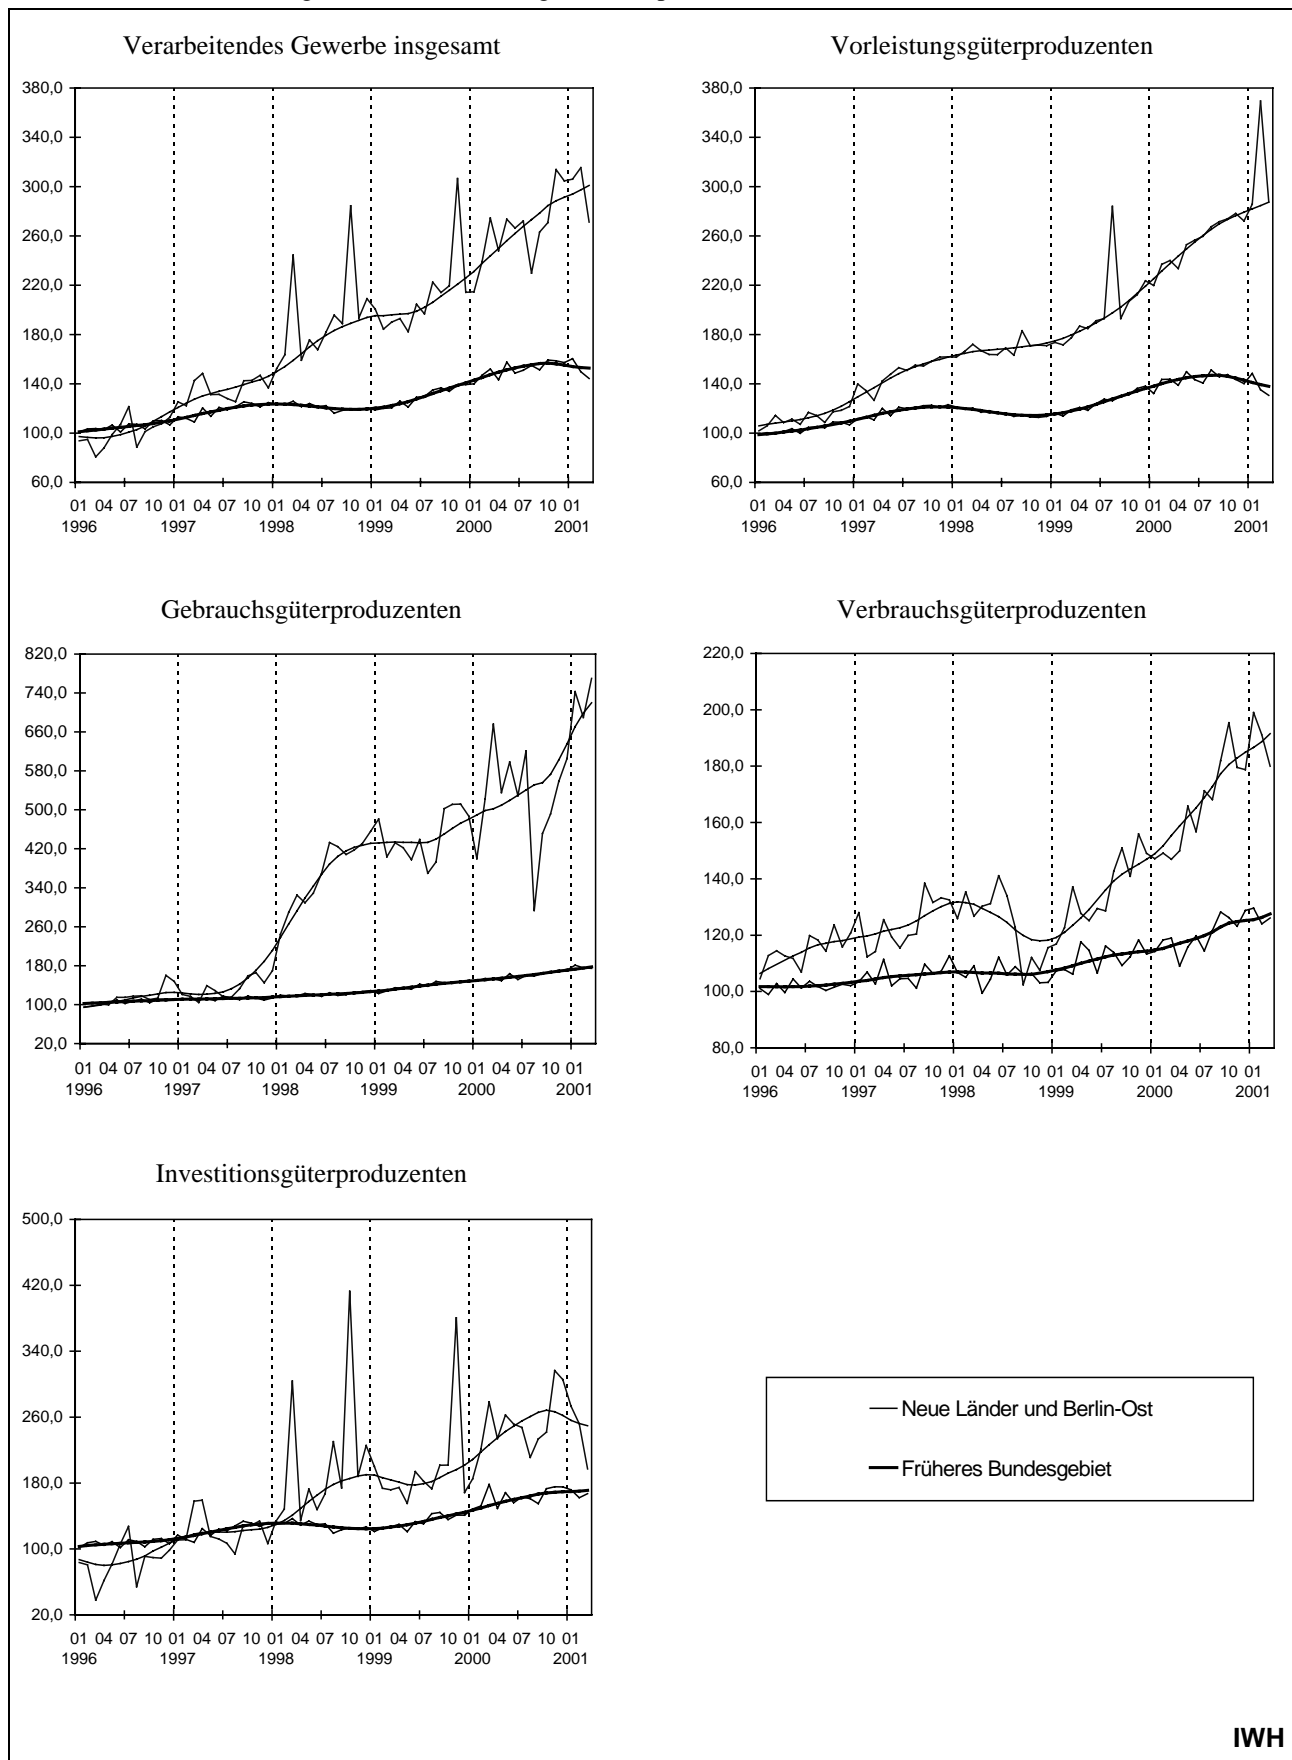 Verarbeitendes Gewerbe insgesamt
380,0
340,0
300,0
260,0
220,0
180,0
140,0
100,0
60,0
01 04 07 10 01 04 07 10 01 04 07 10 01 04 07 10 01 04 07 10 01
1996 1997 1998 1999 2000 2001
Vorleistungsgüterproduzenten
380,0
340,0
300,0
260,0
220,0
180,0
140,0
100,0
60,0
01 04 07 10 01 04 07 10 01 04 07 10 01 04 07 10 01 04 07 10 01
1996 1997 1998 1999 2000 2001
Gebrauchsgüterproduzenten
820,0
740,0
660,0
580,0
500,0
420,0
340,0
260,0
180,0
100,0
20,0
01 04 07 10 01 04 07 10 01 04 07 10 01 04 07 10 01 04 07 10 01
1996 1997 1998 1999 2000 2001
Verbrauchsgüterproduzenten
220,0
200,0
180,0
160,0
140,0
120,0
100,0
80,0
01 04 07 10 01 04 07 10 01 04 07 10 01 04 07 10 01 04 07 10 01
1996 1997 1998 1999 2000 2001
Investitionsgüterproduzenten
500,0
420,0
340,0
260,0
180,0
100,0
20,0
01 04 07 10 01 04 07 10 01 04 07 10 01 04 07 10 01 04 07 10 01
1996 1997 1998 1999 2000 2001
Neue Länder und Berlin-Ost
Früheres Bundesgebiet
IWH